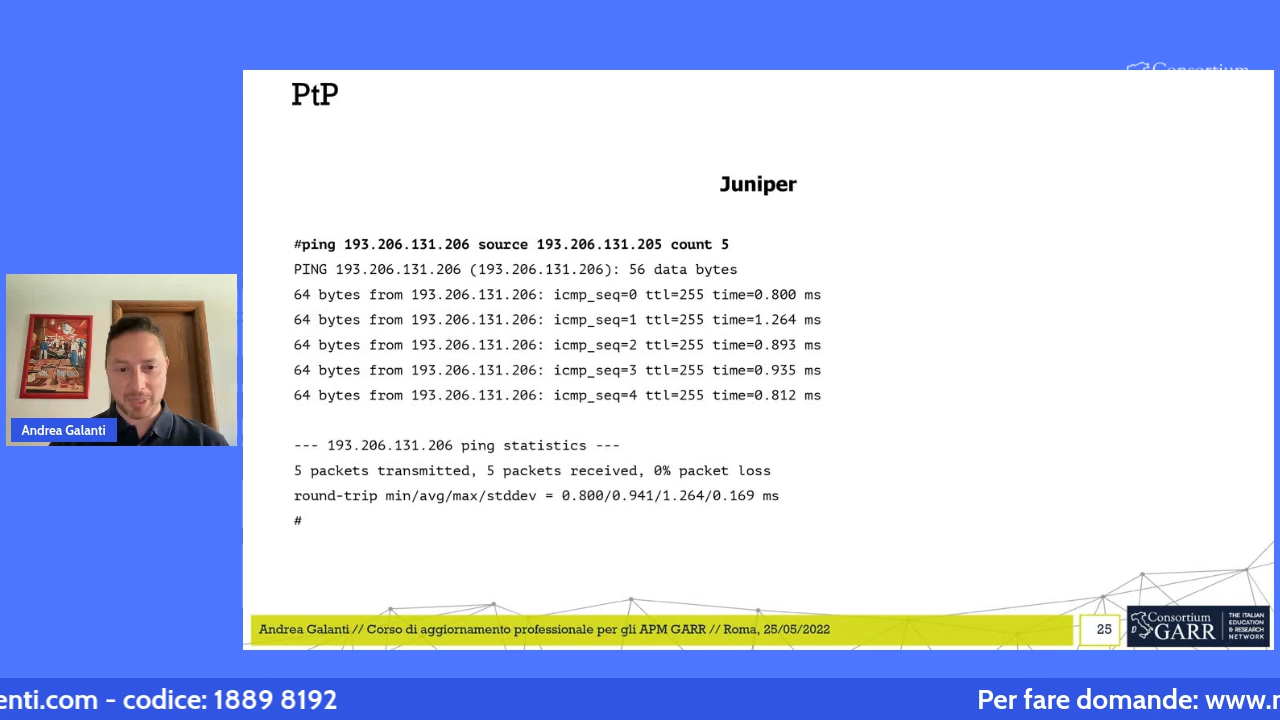 Consortium
PtP
Juniper
#ping 193.206.131.206 source 193.206.131.205 count 5
PING 193.206.131.206 (193.206.131.206): 56 data bytes
64 bytes from 193.206.131.206: icmp_seq=0 ttl=255 time=0.800 ms
64 bytes from 193.206.131.206: icmp_seq=1 ttl=255 time=1.264 ms
64 bytes from 193.206.131.206: icmp_seq=2 ttl=255 time=0.893 ms
64 bytes from 193.206.131.206: icmp_seq=3 ttl=255 time=0.935 ms
64 bytes from 193.206.131.206: icmp_seq=4 ttl=255 time=0.812 ms
--- 193.206.131.206 ping statistics ---
5 packets transmitted, 5 packets received, 0% packet loss
round-trip min/avg/max/stddev = 0.800/0.941/1.264/0.169 ms
#
Andrea Galanti
Andrea Galanti // Corso di aggiornamento professionale per gli APM GARR // Roma, 25/05/2022
25
Consortium
GARR
THE ITALIAN
EDUCATION
& RESEARCH
NETWORK
enti.com - codice: 1889 8192
Per fare domande: www.